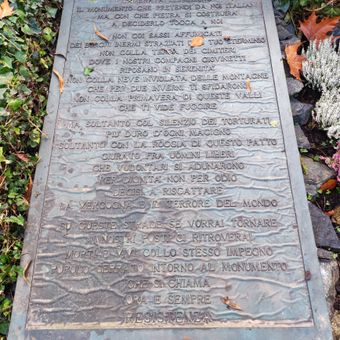 IL MONUMENTO CHE PRETENDI DA NOI ITALIANI
MA CON CHE PIETRA SI COSTRUIRÀ
A DECIDERLO TOCCA A NOI
NON COI SASSI AFFUMICATI
DEI BORGHI INERMI STRAZIATI DAL TUO STERMINIO
NON COLLA TERRA DEI CIMITERI
DOVE I NOSTRI COMPAGNI GIOVINETTI
RIPOSANO IN SERENITÀ
NON COLLA NEVE INVIOLATA DELLE MONTAGNE
CHE PER DUE INVERNI TI SFIDARONO
NON COLLA PRIMAVERA DI QUESTE VALLI
CHE TI VIDE FUGGIRE
MA SOLTANTO COL SILENZIO DEI TORTURATI
PIÙ DURO D'OGNI MACIGNO
SOLTANTO CON LA ROCCIA DI QUESTO PATTO
GIURATO FRA UOMINI LIBERI
CHE VOLONTARI SI ADUNARONO
PER DIGNITÀ NON PER ODIO
DECISI A RISCATTARE
LA VERGOGNA E IL TERRORE DEL MONDO
SU QUESTE STRADE SE VORRAI TORNARE
AI NOSTRI POSTI CI RITROVERAI
MORTI E VIVI COLLO STESSO IMPEGNO
POPOLO SERRATO INTORNO AL MONUMENTO
CHE SI CHIAMA
ORA E SEMPRE
RESISTENZA